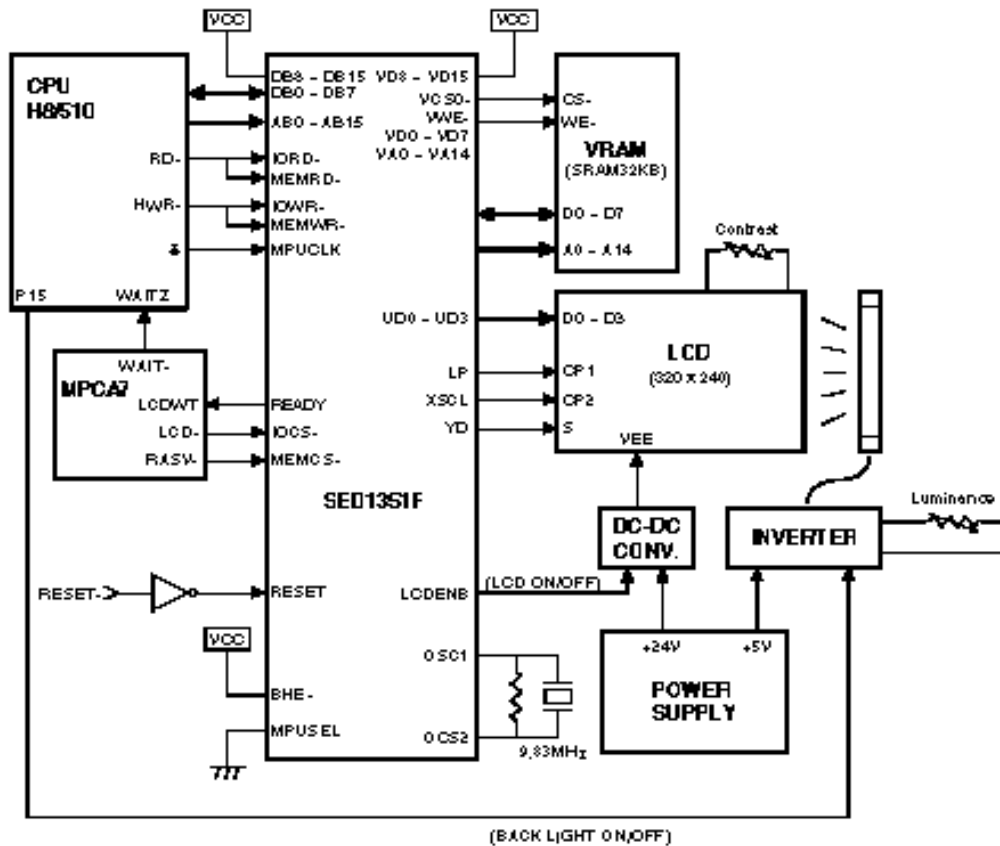 VCC
VCC
CPU
H8/510
DB8 - DB15
VD8 - VD15
DB0 - DB7
VCS0-
CS-
AB0 - AB15
VWE-
WE-
VD0 - VD7
VRAM
RD-
IORD-
VA0 - VA14
(SRAM32KB)
MEMRD-
HWR-
IOWR-
D0 - D7
MEMWR-
Contrast
MPUCLK
A0 - A14
P15
WAITZ
UD0 - UD3
D0 - D3
WAIT-
LCD
MPCA7
LP
CP1
(320 x 240)
LCDWT
READY
XSCL
CP2
LCD-
IOCS-
YD
S
VEE
RASV-
MEMCS-
SED1351F
Luminance
DC-DC
CONV.
INVERTER
RESET-
RESET
LCDENB
(LCD ON/OFF)
VCC
+24V
+5V
OSC1
BHE-
POWER
SUPPLY
MPUSEL
OCS2
9.83MHz
(BACK LIGHT ON/OFF)